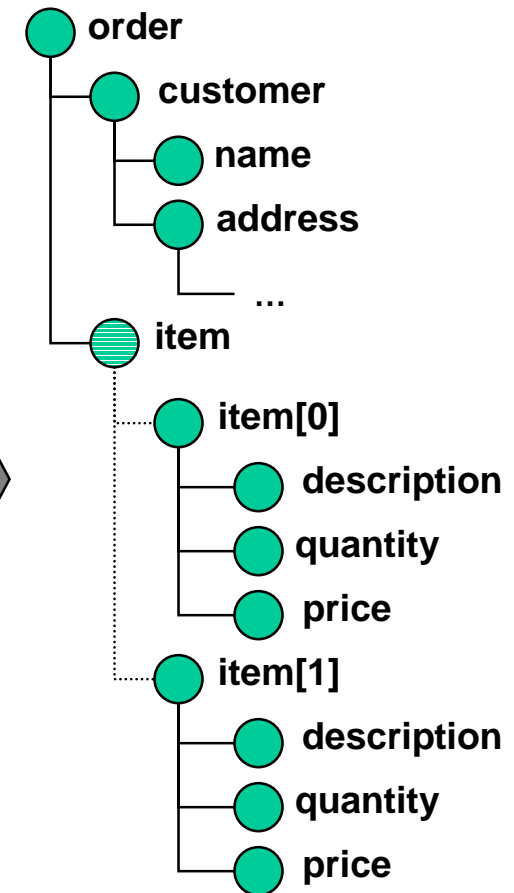 order
customer
name
address
...
item
item[0]
description
quantity
price
item[1]
description
quantity
price